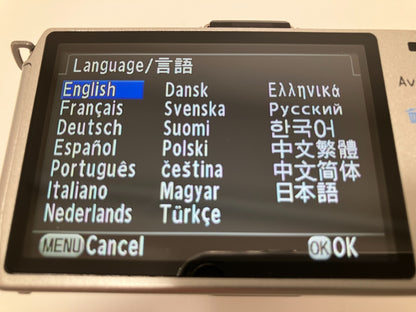 Language/言語
English Dansk Ελληνικά
Français Svenska Русский
Deutsch Suomi 한국어
Español Polski 中文繁體
Português čeština 中文简体
Italiano Magyar 日本語
Nederlands Türkçe
MENU Cancel OK OK
Av